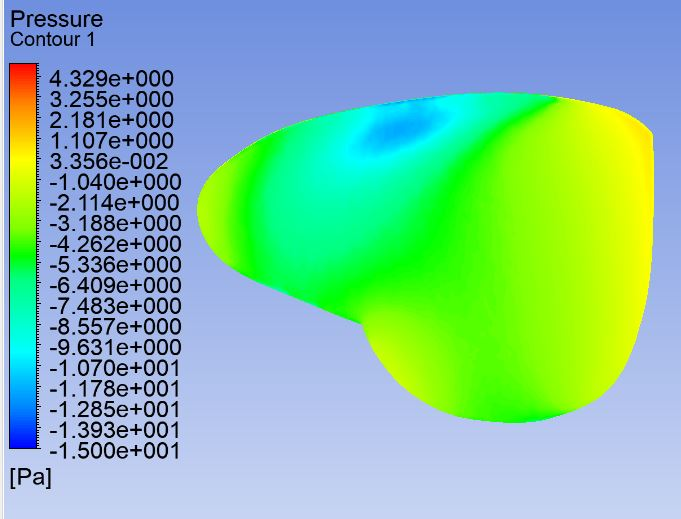 Pressure
Contour 1
4.329e+000
3.255e+000
2.181e+000
1.107e+000
3.356e-002
-1.040e+000
-2.114e+000
-3.188e+000
-4.262e+000
-5.336e+000
-6.409e+000
-7.483e+000
-8.557e+000
-9.631e+000
-1.070e+001
-1.178e+001
-1.285e+001
-1.393e+001
-1.500e+001
[Pa]